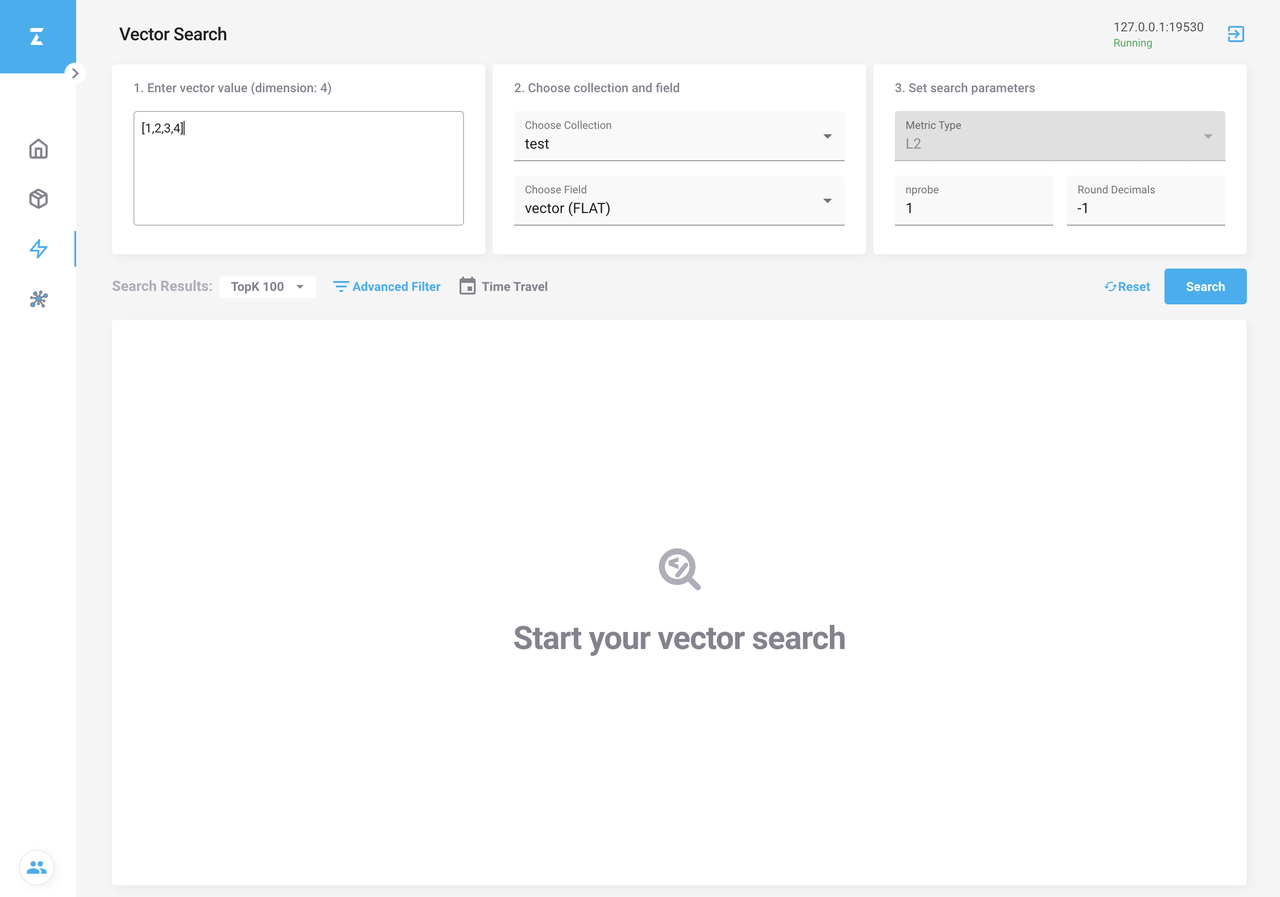 Vector Search
127.0.0.1:19530
Running
1. Enter vector value (dimension: 4)
[1,2,3,4]
2. Choose collection and field
Choose Collection
test
Choose Field
vector (FLAT)
3. Set search parameters
Metric Type
L2
nprobe
1
Round Decimals
-1
Search Results:
TopK 100
Advanced Filter
Time Travel
Reset
Search
Start your vector search